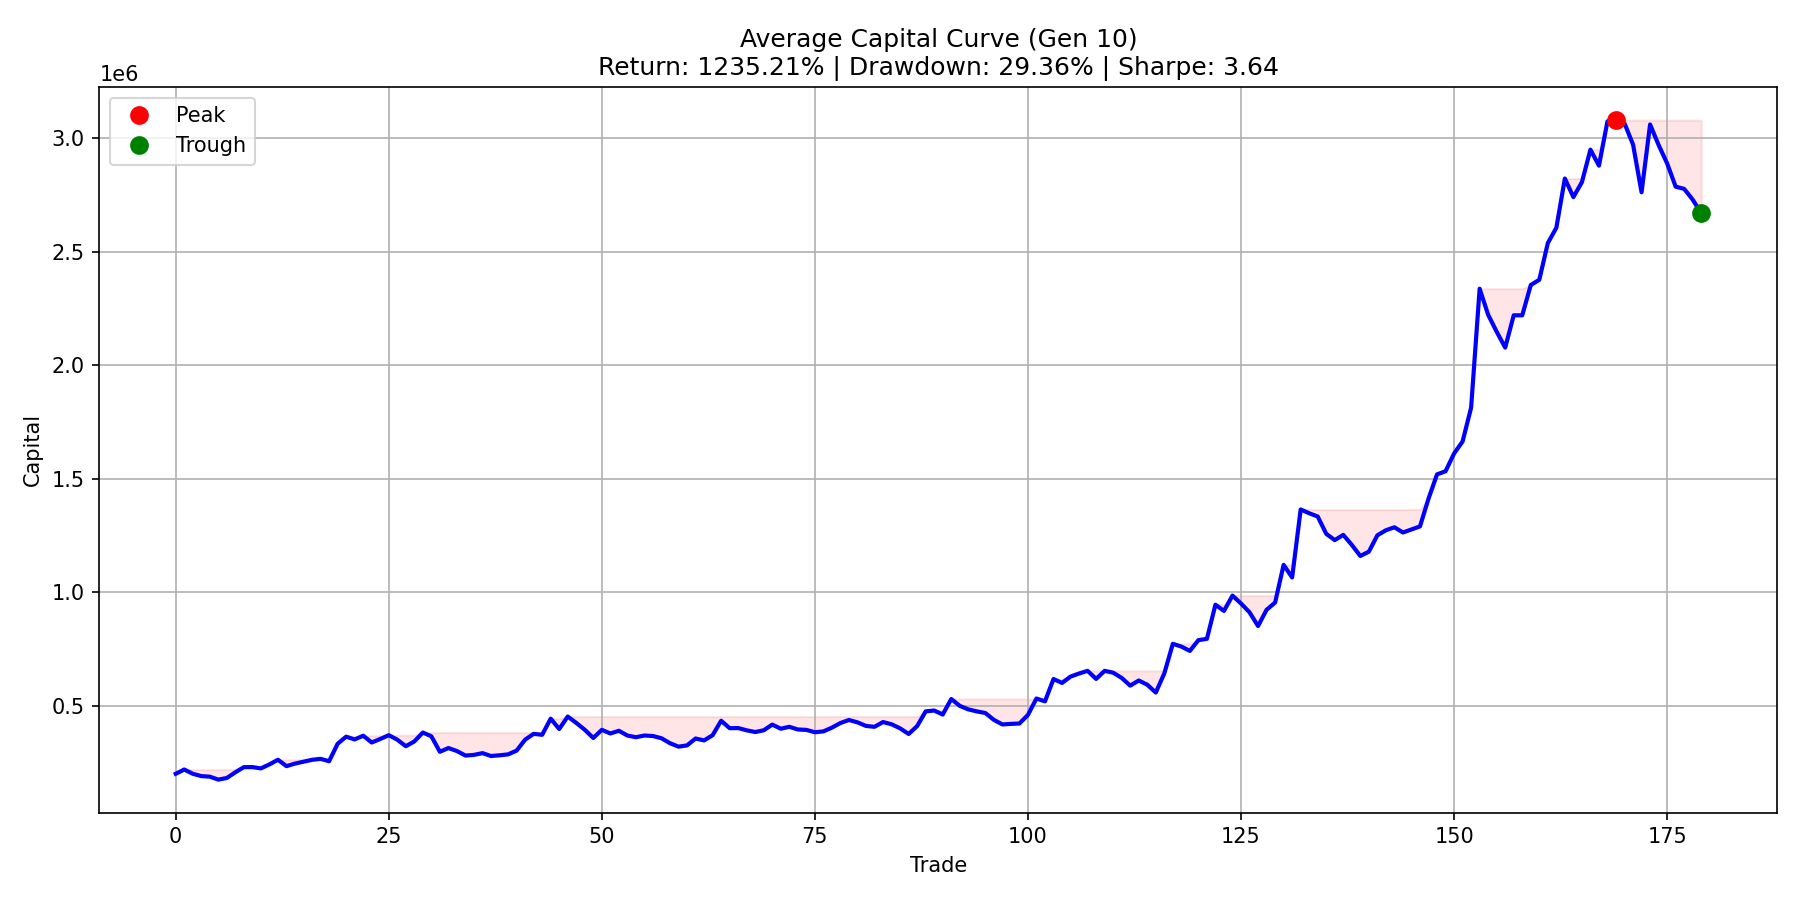 Average Capital Curve (Gen 10)
Return: 1235.21% | Drawdown: 29.36% | Sharpe: 3.64
1e6
Peak
Trough
3.0
2.5
2.0
1.5
1.0
0.5
Capital
0 25 50 75 100 125 150 175
Trade